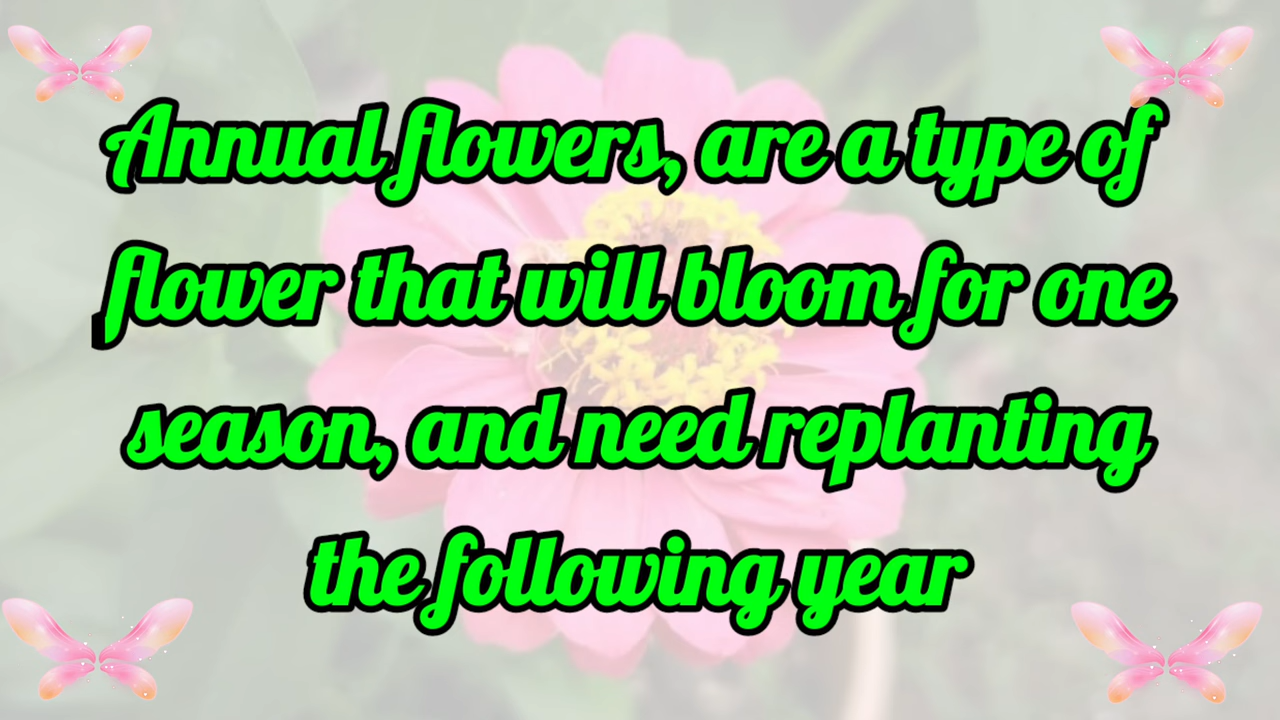 Annual flowers, are a type of
flower that will bloom for one
season, and need replanting
the following year